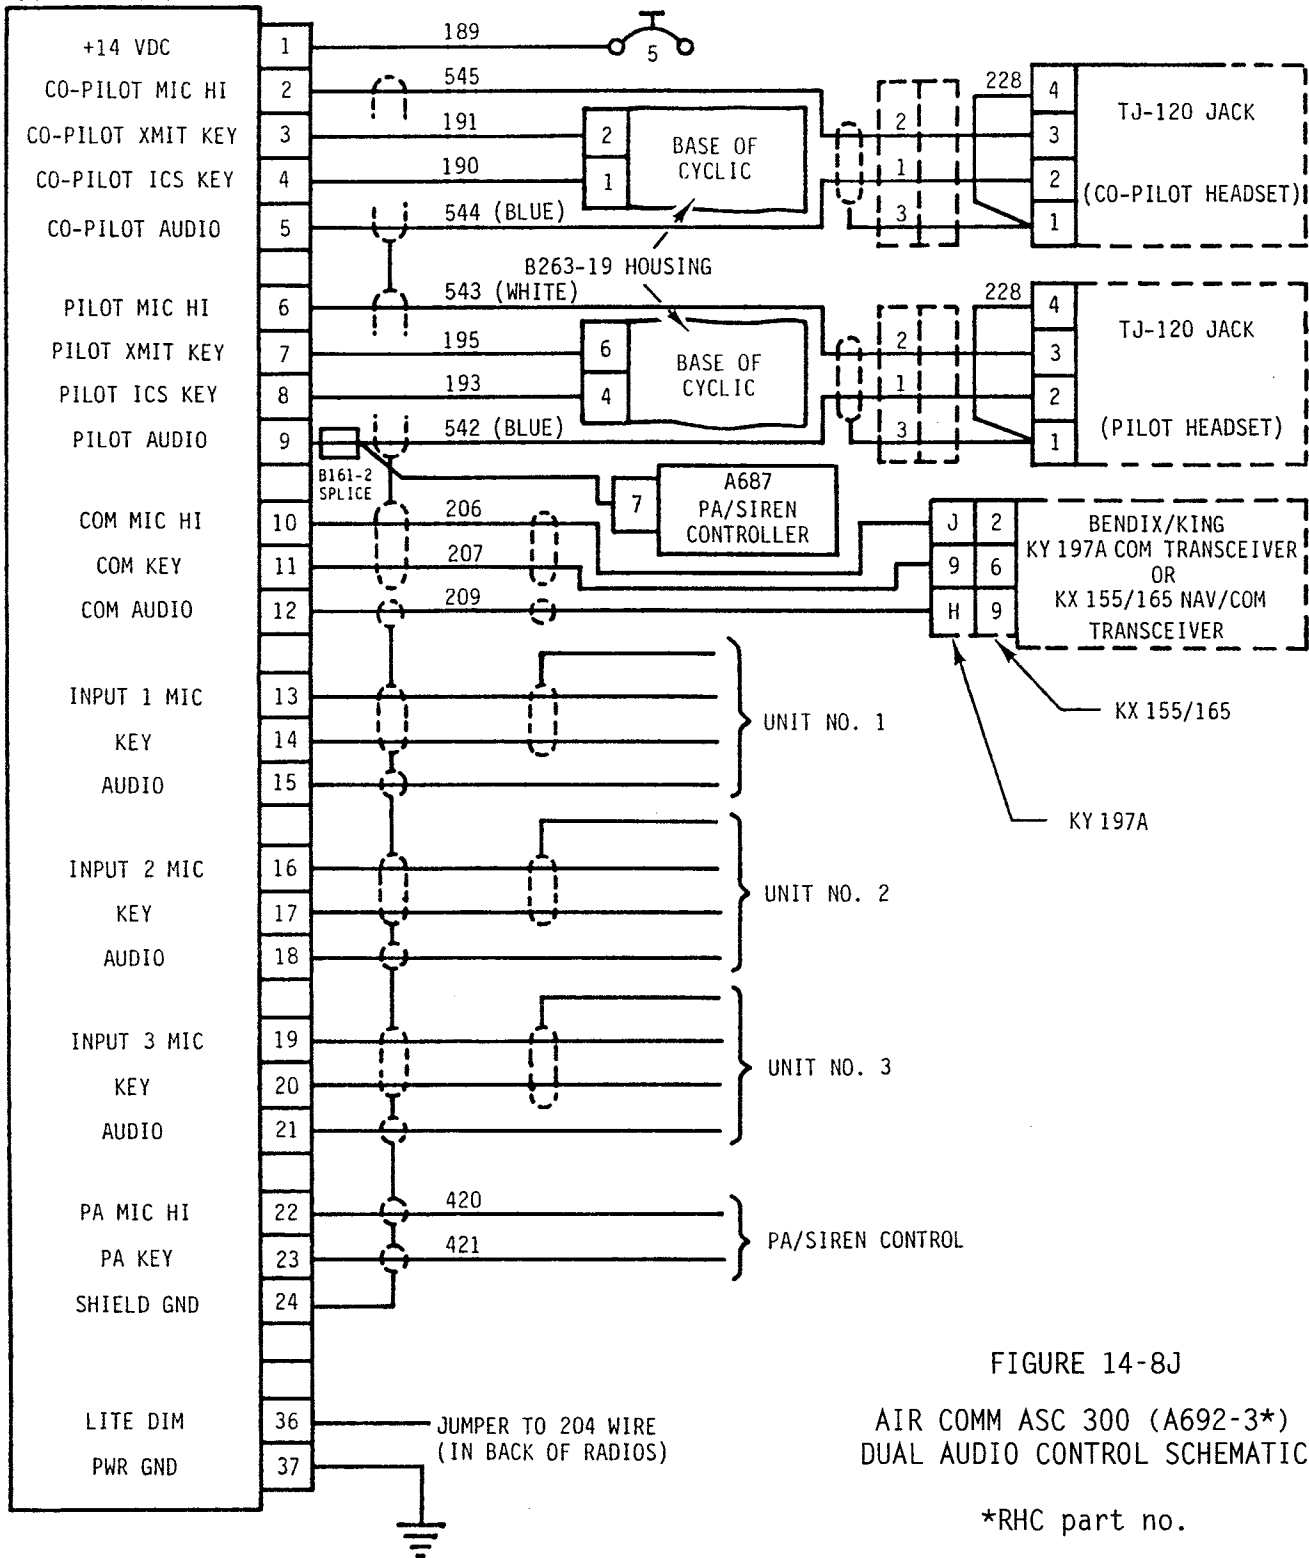 +14 VDC 1 189 5
CO-PILOT MIC HI 2 545
CO-PILOT XMIT KEY 3 191 2
CO-PILOT ICS KEY 4 190 1
BASE OF
CYCLIC
CO-PILOT AUDIO 5 544 (BLUE)
2
1
3
228 4
3
2
1
TJ-120 JACK
(CO-PILOT HEADSET)
B263-19 HOUSING
PILOT MIC HI 6 543 (WHITE)
PILOT XMIT KEY 7 195 6
PILOT ICS KEY 8 193 4
BASE OF
CYCLIC
PILOT AUDIO 9 542 (BLUE)
2
1
3
228 4
3
2
1
TJ-120 JACK
(PILOT HEADSET)
B161-2
SPLICE
7
A687
PA/SIREN
CONTROLLER
COM MIC HI 10 206
COM KEY 11 207
COM AUDIO 12 209
J 2
9 6
H 9
BENDIX/KING
KY 197A COM TRANSCEIVER
OR
KX 155/165 NAV/COM
TRANSCEIVER
KX 155/165
KY 197A
INPUT 1 MIC 13
KEY 14
AUDIO 15
UNIT NO. 1
INPUT 2 MIC 16
KEY 17
AUDIO 18
UNIT NO. 2
INPUT 3 MIC 19
KEY 20
AUDIO 21
UNIT NO. 3
PA MIC HI 22 420
PA KEY 23 421
PA/SIREN CONTROL
SHIELD GND 24
LITE DIM 36
JUMPER TO 204 WIRE
(IN BACK OF RADIOS)
PWR GND 37
FIGURE 14-8J
AIR COMM ASC 300 (A692-3*)
DUAL AUDIO CONTROL SCHEMATIC
*RHC part no.